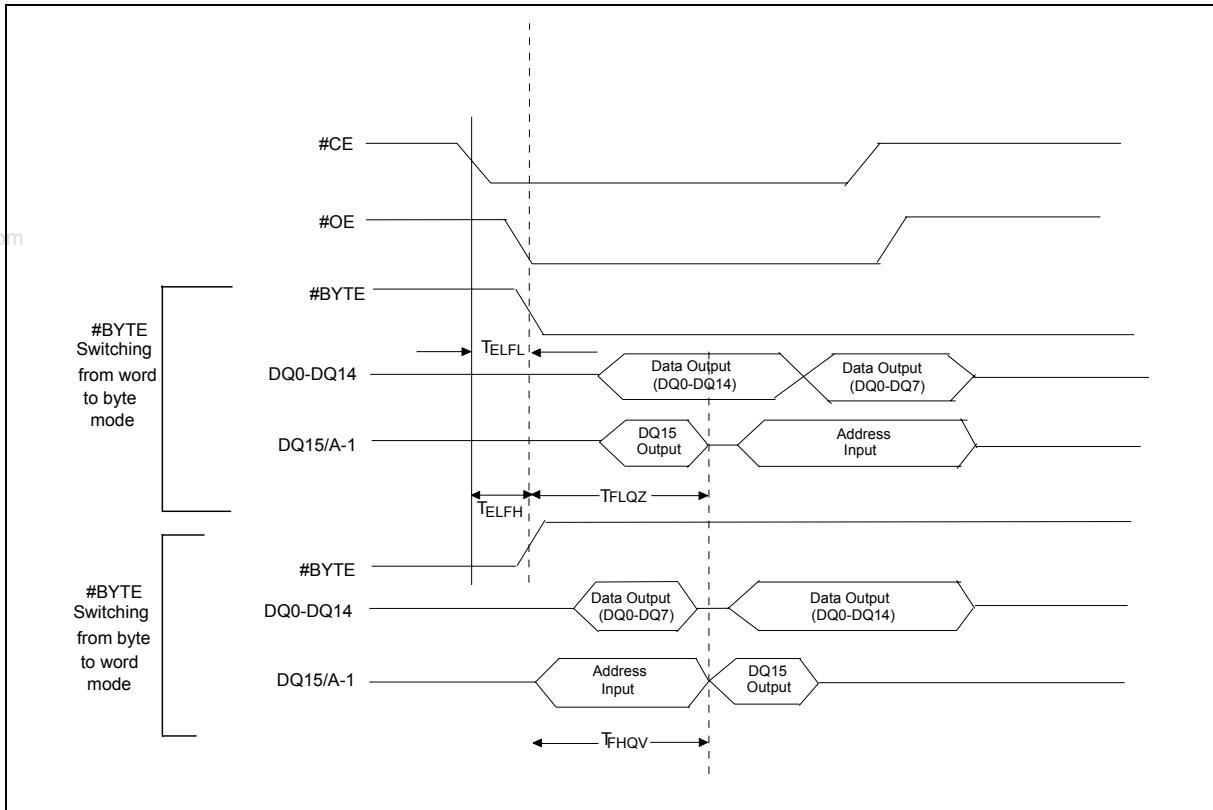 #CE
#OE
om
#BYTE
#BYTE
Switching
from word
to byte
mode
TELFL
DQ0-DQ14
Data Output
(DQ0-DQ14)
Data Output
(DQ0-DQ7)
DQ15/A-1
DQ15
Output
Address
Input
TELFH
TFLQZ
#BYTE
#BYTE
Switching
from byte
to word
mode
DQ0-DQ14
Data Output
(DQ0-DQ7)
Data Output
(DQ0-DQ14)
DQ15/A-1
Address
Input
DQ15
Output
TFHQV